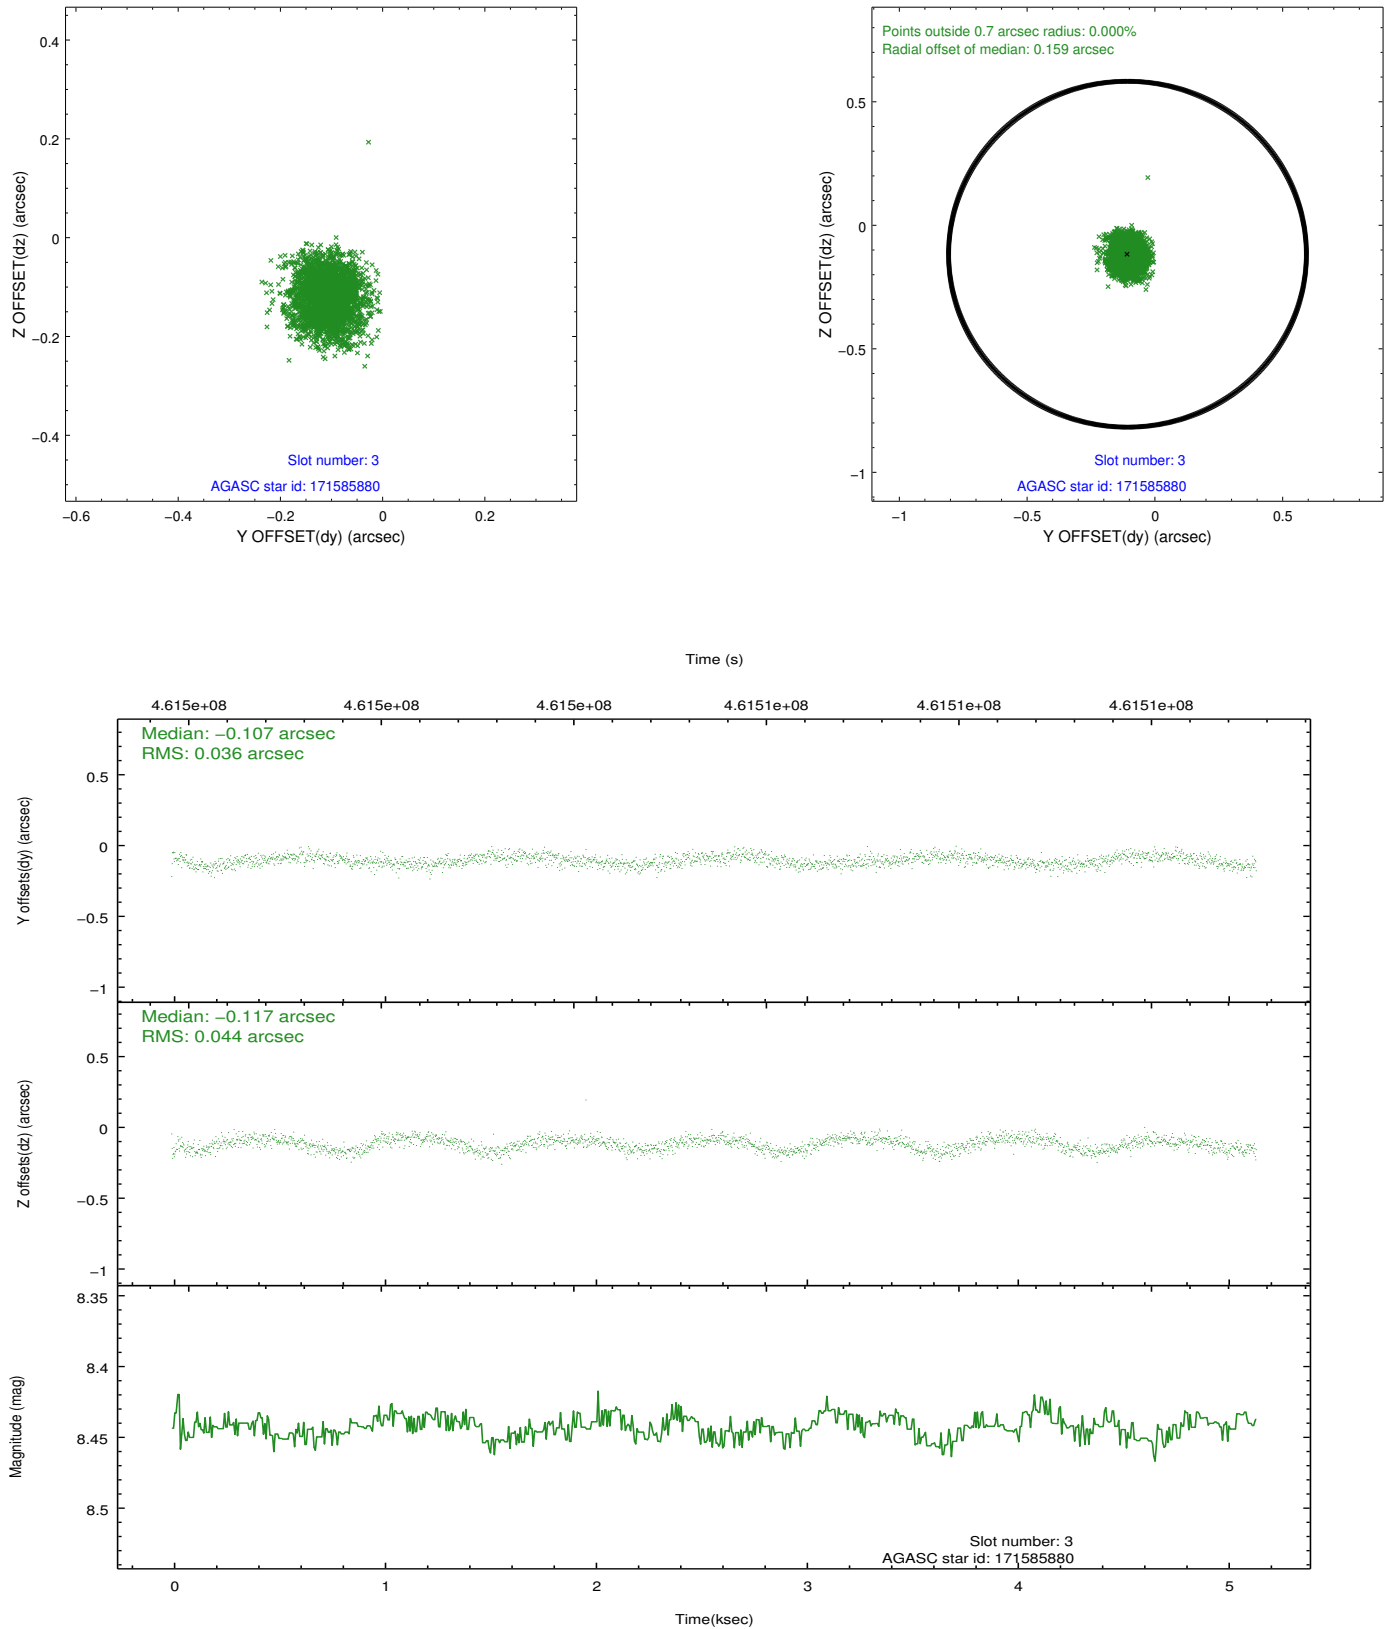 0.4
0.2
0
−0.2
−0.4
Z OFFSET(dz) (arcsec)
Slot number: 3
AGASC star id: 171585880
−0.6 −0.4 −0.2 0 0.2
Y OFFSET(dy) (arcsec)
Points outside 0.7 arcsec radius: 0.000%
Radial offset of median: 0.159 arcsec
0.5
0
−0.5
−1
Z OFFSET(dz) (arcsec)
Slot number: 3
AGASC star id: 171585880
−1 −0.5 0 0.5
Y OFFSET(dy) (arcsec)
Time (s)
4.615e+08 4.615e+08 4.615e+08 4.6151e+08 4.6151e+08 4.6151e+08
Median: −0.107 arcsec
RMS: 0.036 arcsec
0.5
0
−0.5
−1
Y offsets(dy) (arcsec)
Median: −0.117 arcsec
RMS: 0.044 arcsec
0.5
0
−0.5
−1
Z offsets(dz) (arcsec)
8.35
8.4
8.45
8.5
Magnitude (mag)
Slot number: 3
AGASC star id: 171585880
0 1 2 3 4 5
Time(ksec)